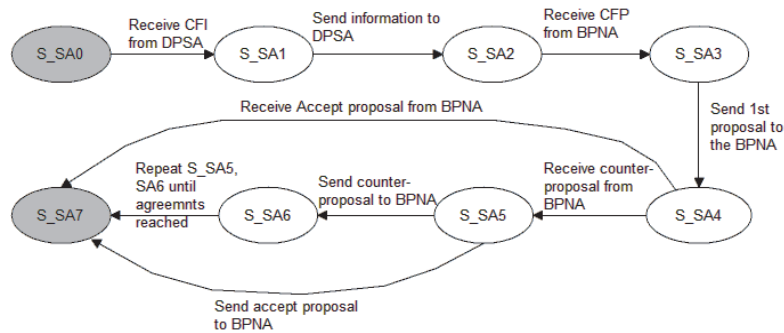 Receive CFI
from DPSA
Send information to
DPSA
Receive CFP
from BPNA
S_SA0
S_SA1
S_SA2
S_SA3
Receive Accept proposal from BPNA
Send 1st
proposal to
the BPNA
Repeat S_SA5,
SA6 until
agreemnts
reached
Send counter-
proposal to BPNA
Receive counter-
proposal from
BPNA
S_SA7
S_SA6
S_SA5
S_SA4
Send accept proposal
to BPNA